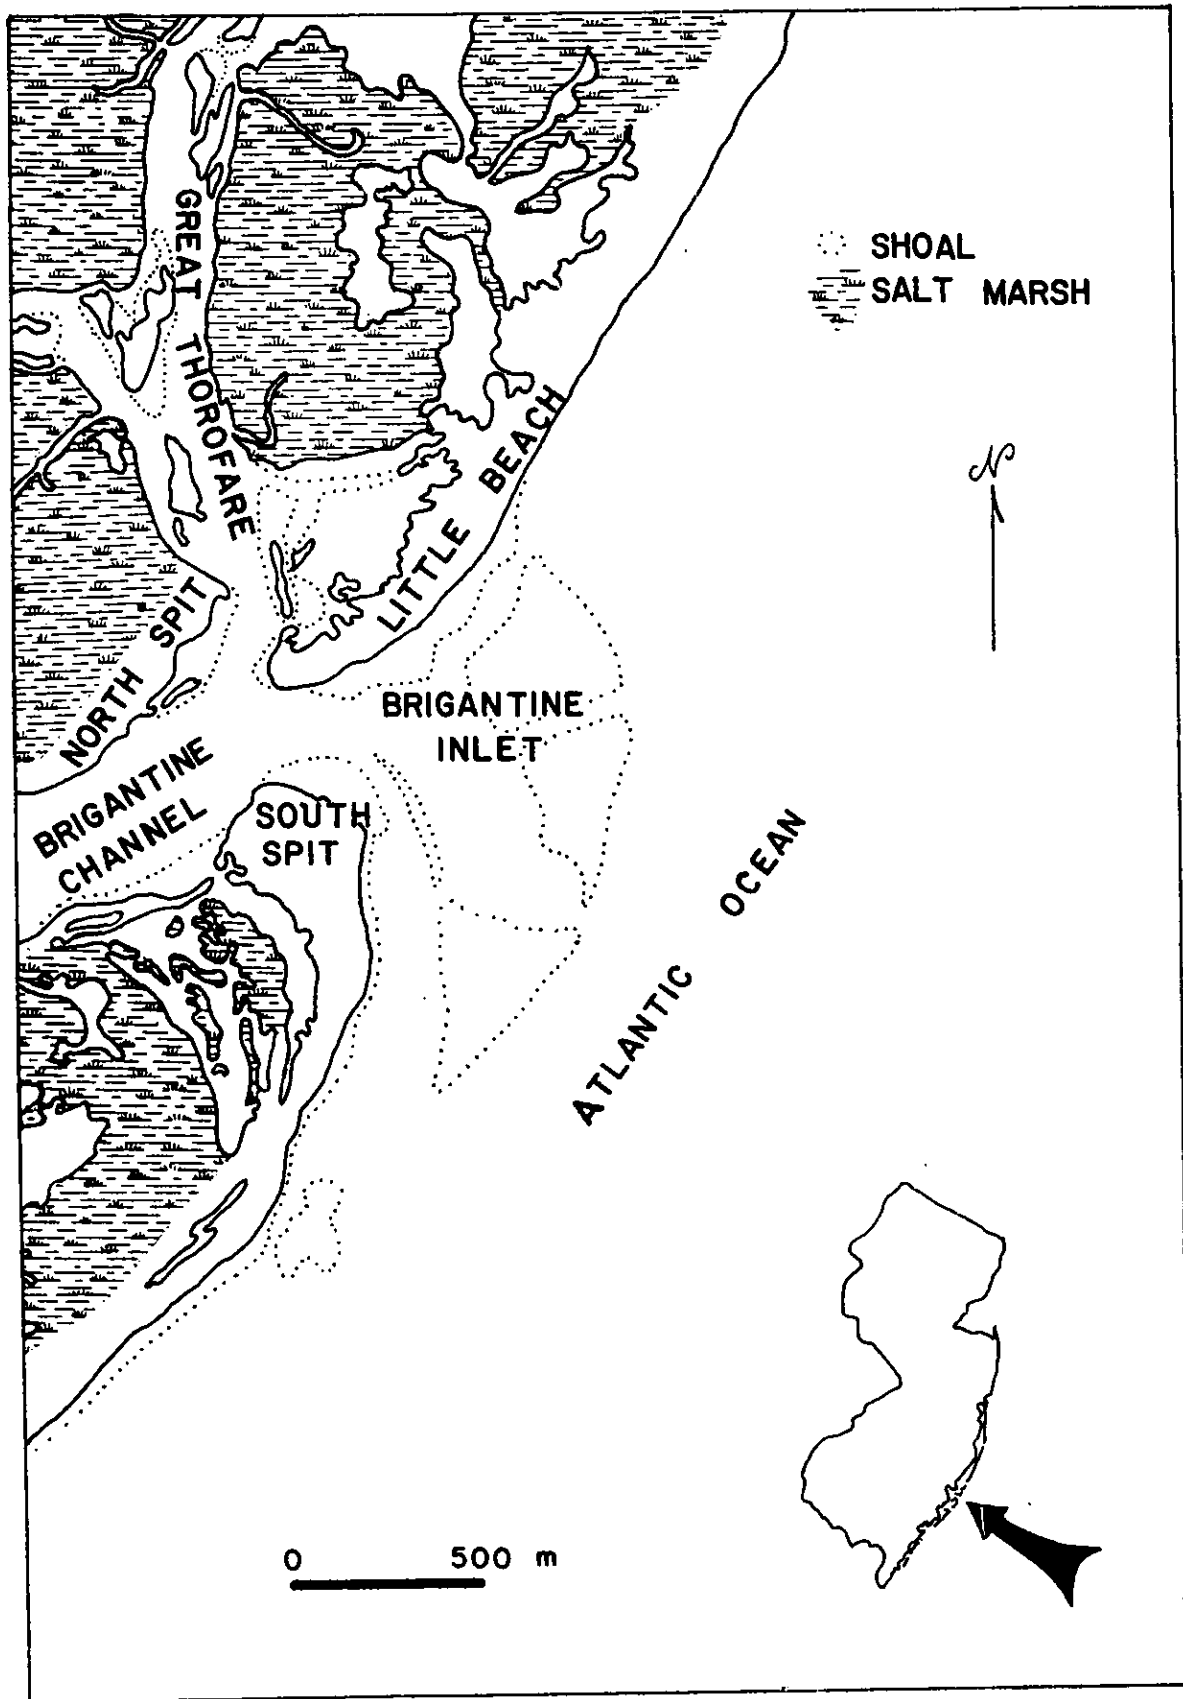 GREAT THOROFARE
SHOAL
SALT MARSH
N
LITTLE BEACH
NORTH SPIT
BRIGANTINE
INLET
BRIGANTINE
CHANNEL
SOUTH
SPIT
ATLANTIC OCEAN
0 500 m